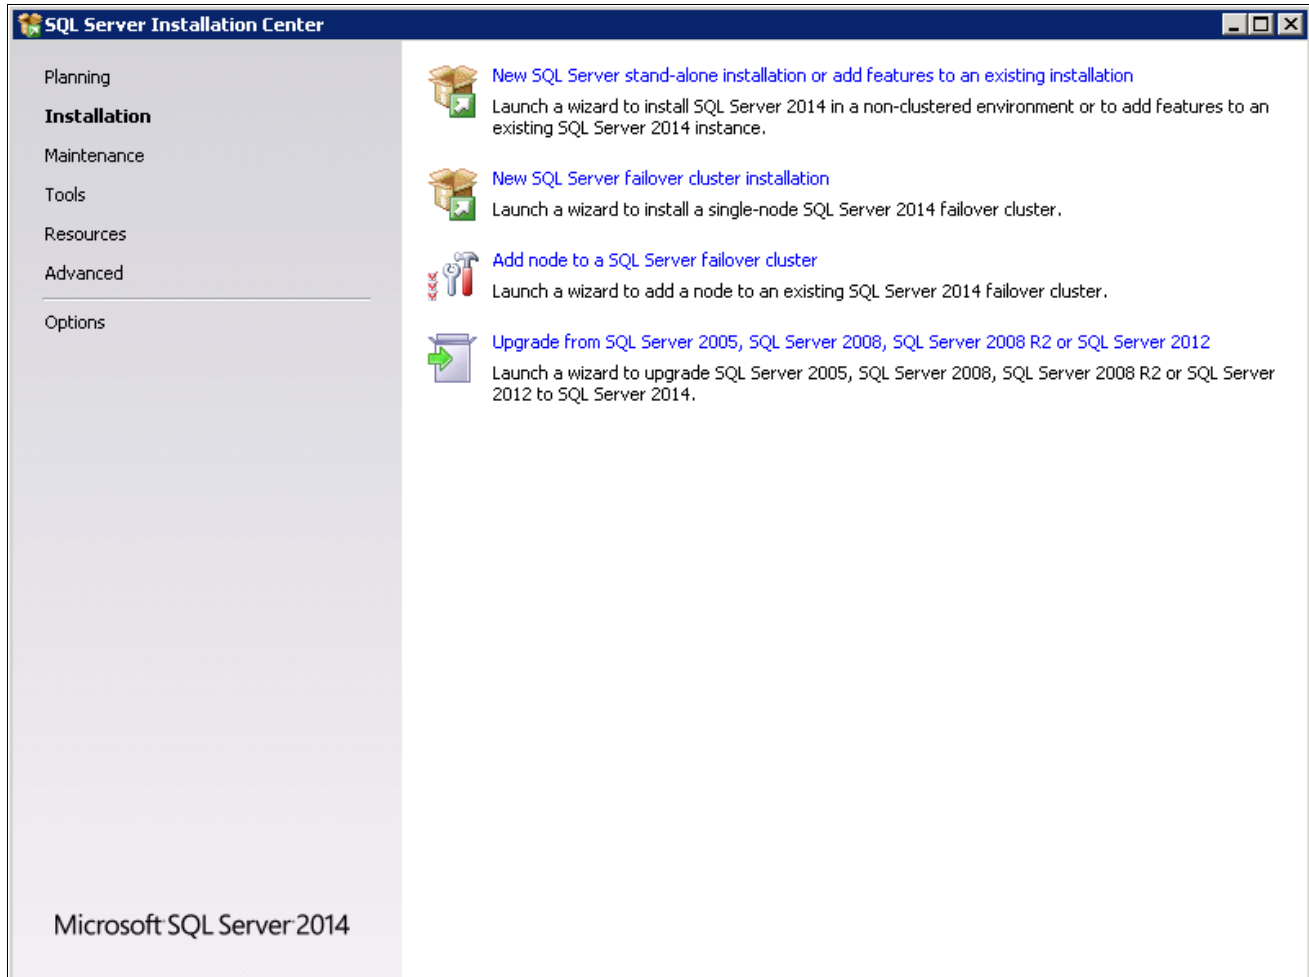 SQL Server Installation Center
Planning
Installation
Maintenance
Tools
Resources
Advanced
Options
New SQL Server stand-alone installation or add features to an existing installation
Launch a wizard to install SQL Server 2014 in a non-clustered environment or to add features to an
existing SQL Server 2014 instance.
New SQL Server failover cluster installation
Launch a wizard to install a single-node SQL Server 2014 failover cluster.
Add node to a SQL Server failover cluster
Launch a wizard to add a node to an existing SQL Server 2014 failover cluster.
Upgrade from SQL Server 2005, SQL Server 2008, SQL Server 2008 R2 or SQL Server 2012
Launch a wizard to upgrade SQL Server 2005, SQL Server 2008, SQL Server 2008 R2 or SQL Server
2012 to SQL Server 2014.
Microsoft SQL Server 2014